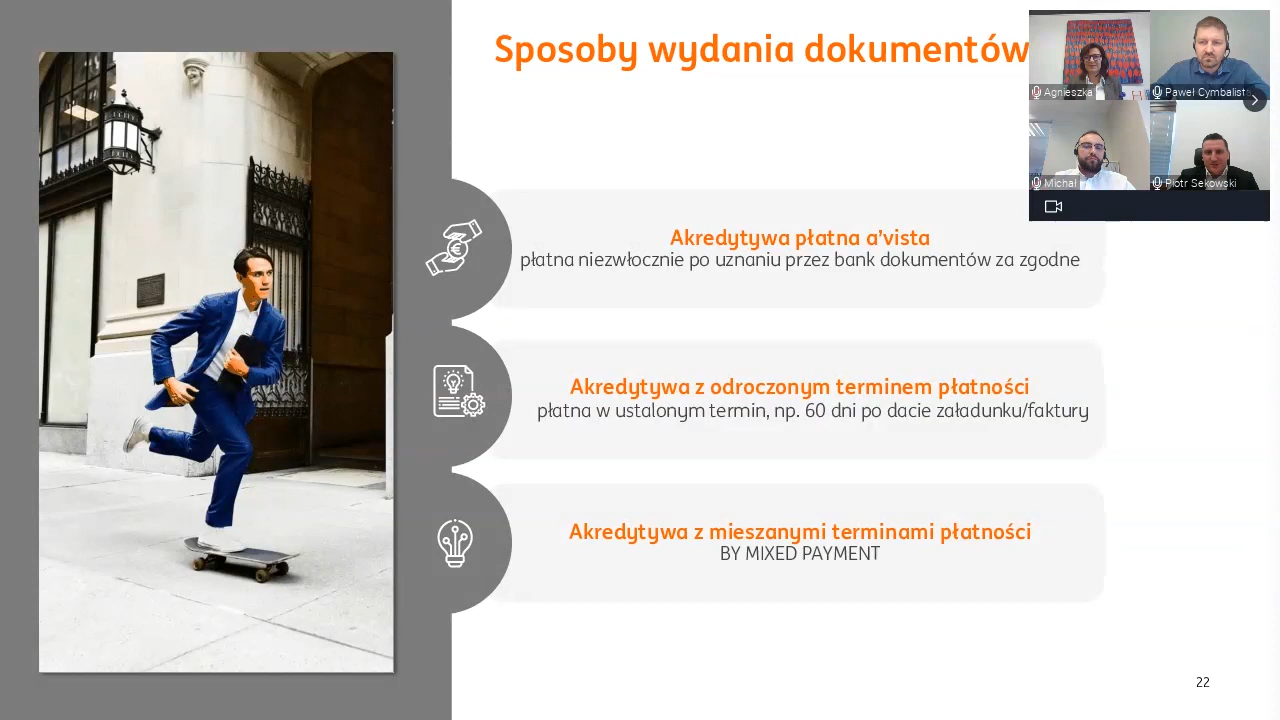 Sposoby wydania dokumentów
Agnieszka
Paweł Cymbalist
Michał
Piotr Sekowski
Akredytywa płatna a’vista
płatna niezwłocznie po uznaniu przez bank dokumentów za zgodne
Akredytywa z odroczonym terminem płatności
płatna w ustalonym termin, np. 60 dni po dacie załadunku/faktury
Akredytywa z mieszanymi terminami płatności
BY MIXED PAYMENT
22